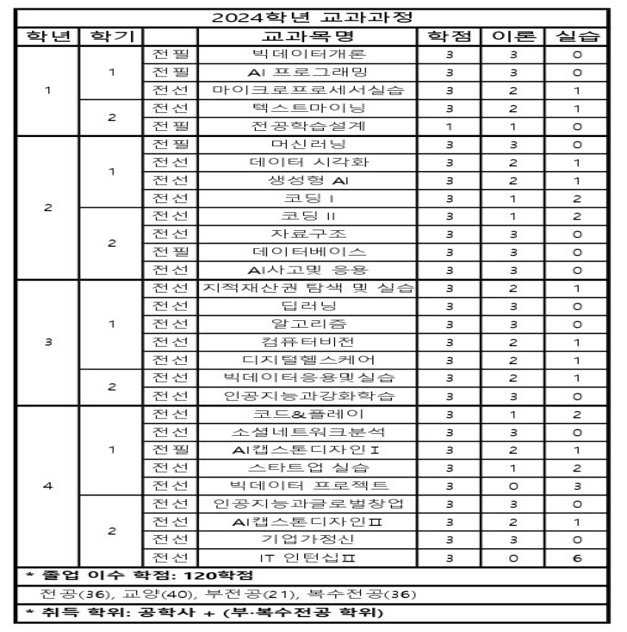 2024학년 교과과정
학년 학기 교과목명 학점 이론 실습
1 1 전필 빅데이터개론 3 3 0
전필 AI 프로그래밍 3 3 0
전선 마이크로프로세서실습 3 2 1
2 전선 텍스트마이닝 3 2 1
전필 전공학습설계 1 1 0
2 1 전필 머신러닝 3 3 0
전선 데이터 시각화 3 2 1
전선 생성형 AI 3 2 1
전선 코딩 I 3 1 2
2 전선 코딩 II 3 1 2
전선 자료구조 3 3 0
전필 데이터베이스 3 3 0
전선 AI사고및 응용 3 3 0
3 1 전선 지적재산권 탐색 및 실습 3 2 1
전선 딥러닝 3 3 0
전선 알고리즘 3 3 0
전선 컴퓨터비전 3 2 1
전선 디지털헬스케어 3 2 1
2 전선 빅데이터응용및실습 3 2 1
전선 인공지능과강화학습 3 3 0
4 1 전선 코드&플레이 3 1 2
전선 소셜네트워크분석 3 3 0
전필 AI캡스톤디자인Ⅰ 3 2 1
전선 스타트업 실습 3 1 2
전선 빅데이터 프로젝트 3 0 3
2 전선 인공지능과글로벌창업 3 3 0
전선 AI캡스톤디자인Ⅱ 3 2 1
전선 기업가정신 3 3 0
전선 IT 인턴십Ⅱ 3 0 6
* 졸업 이수 학점: 120학점
전공(36), 교양(40), 부전공(21), 복수전공(36)
* 취득 학위: 공학사 + (부·복수전공 학위)